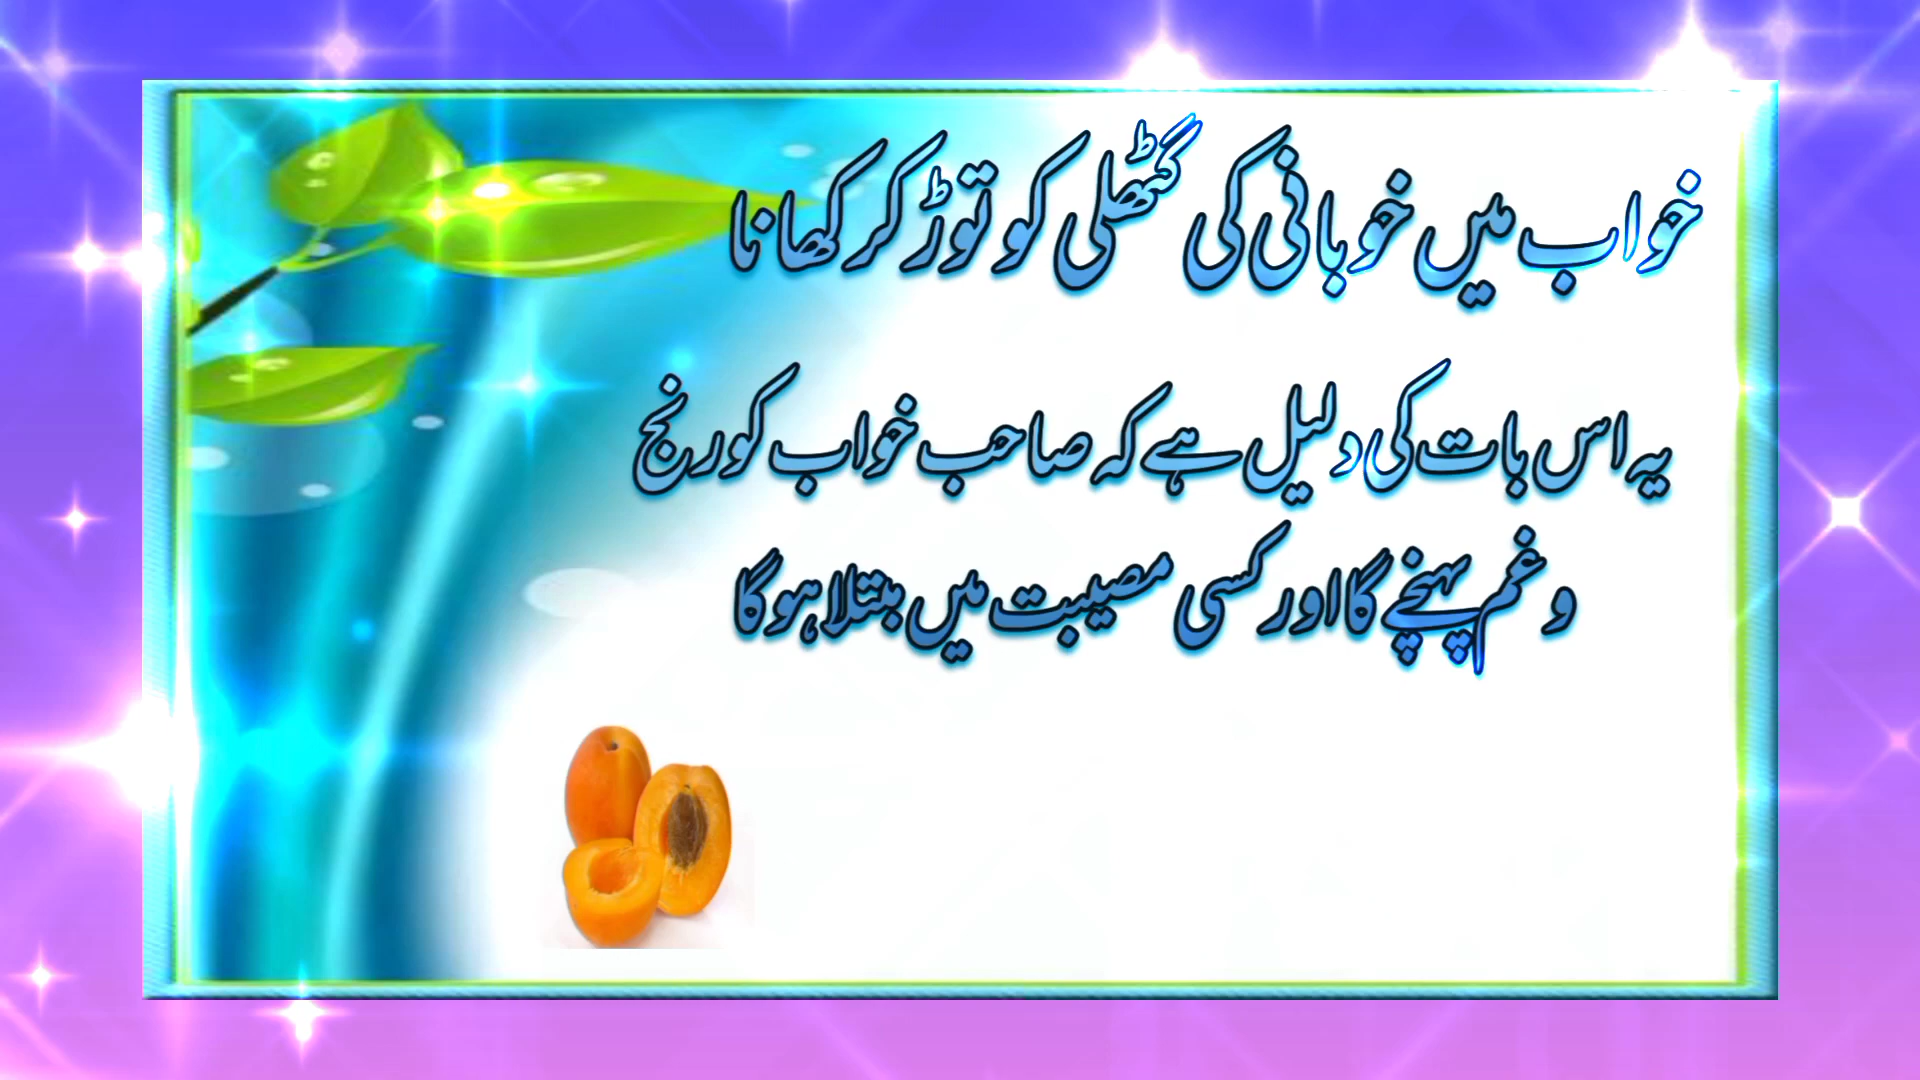 خواب میں خوبانی کی گٹھلی کو توڑ کر کھانا
یہ اس بات کی دلیل ہے کہ صاحب خواب کو رنج
و غم پہنچے گا اور کسی مصیبت میں مبتلا ہو گا